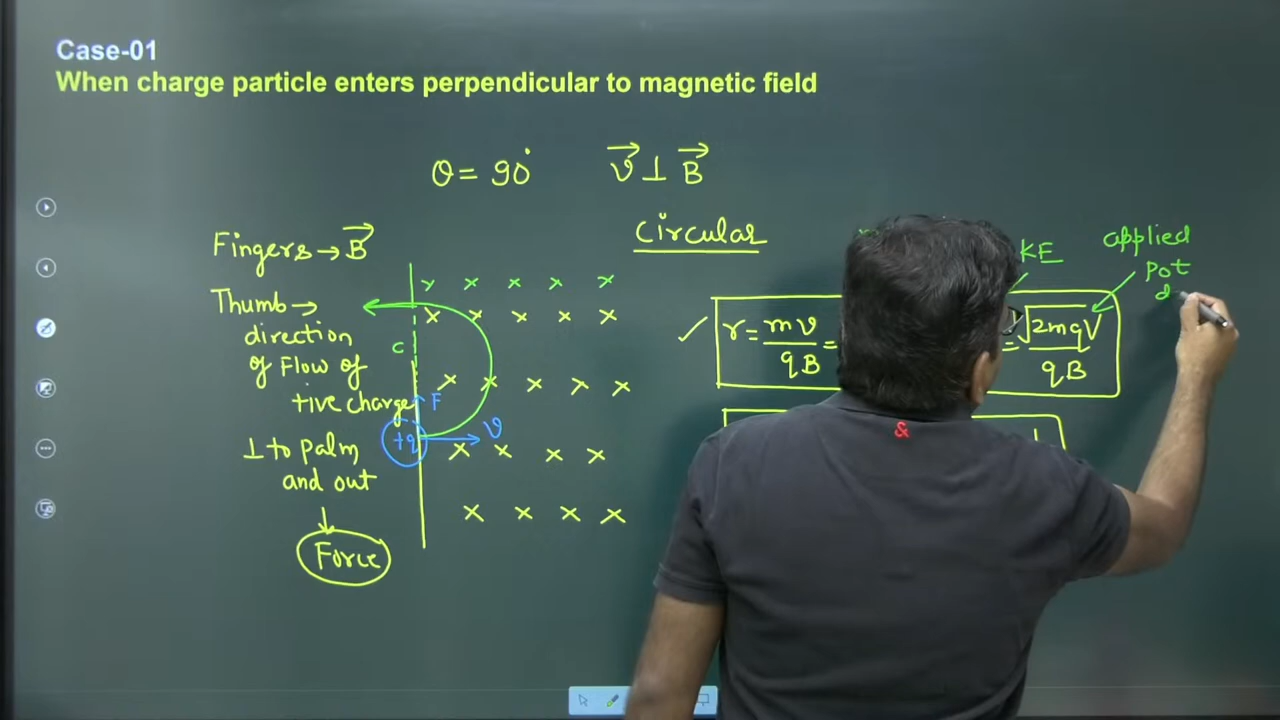 Case-01
When charge particle enters perpendicular to magnetic field
θ = 90° v ⊥ B
Fingers → B
Thumb →
direction
of Flow of
+ive charge
⊥ to palm
and out
↓
Force
x x x x x
x x x x x
x x x x x
x x x x
x x x x
C
F
+q
v
Circular
KE
applied
pot
d
✓ r = mv/qB =
= √2mqV/qB
&